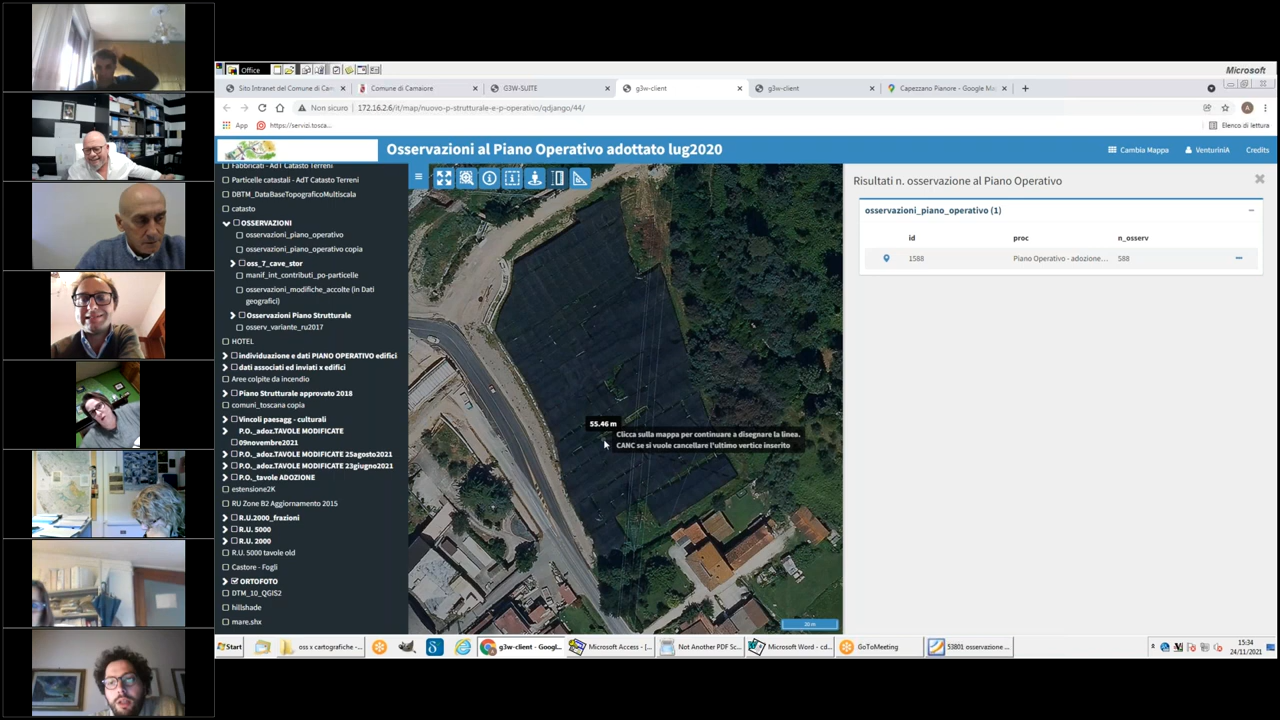 Office
Microsoft
Sito Intranet del Comune di Cam
Comune di Camaiore
G3W-SUITE
g3w-client
g3w-client
Capezzano Pianore - Google Ma
Non sicuro
172.16.2.6/it/map/nuovo-p-strutturale-e-p-operativo/qdjango/44/
App
https://servizi.tosca...
Elenco di lettura
Osservazioni al Piano Operativo adottato lug2020
Cambia Mappa
VenturiniA
Credits
Fabbricati - AdT Catasto Terreni
Particelle catastali - AdT Catasto Terreni
DBTM_DataBaseTopograficoMultiscala
catasto
OSSERVAZIONI
osservazioni_piano_operativo
osservazioni_piano_operativo copia
oss_7_cave_stor
manif_int_contributi_po-particelle
osservazioni_modifiche_accolte (in Dati
geografici)
Osservazioni Piano Strutturale
osserv_variante_ru2017
HOTEL
individuazione e dati PIANO OPERATIVO edifici
dati associati ed inviati x edifici
Aree colpite da incendio
Piano Strutturale approvato 2018
comuni_toscana copia
Vincoli paesagg - culturali
P.O._adoz.TAVOLE MODIFICATE
09novembre2021
P.O._adoz.TAVOLE MODIFICATE 25agosto2021
P.O._adoz.TAVOLE MODIFICATE 23giugno2021
P.O._tavole ADOZIONE
estensione2K
RU Zone B2 Aggiornamento 2015
R.U.2000_frazioni
R.U. 5000
R.U. 2000
R.U. 5000 tavole old
Castore - Fogli
ORTOFOTO
DTM_10_QGIS2
hillshade
mare.shx
55.46 m
Clicca sulla mappa per continuare a disegnare la linea.
CANC se si vuole cancellare l'ultimo vertice inserito
20 m
Risultati n. osservazione al Piano Operativo
osservazioni_piano_operativo (1)
id proc n_osserv
1588 Piano Operativo - adozione... 588
Start
oss x cartografiche -...
g3w-client - Googl...
Microsoft Access - [...
Not Another PDF Sc...
Microsoft Word - cd...
GoToMeeting
53801 osservazione ...
15:34
24/11/2021